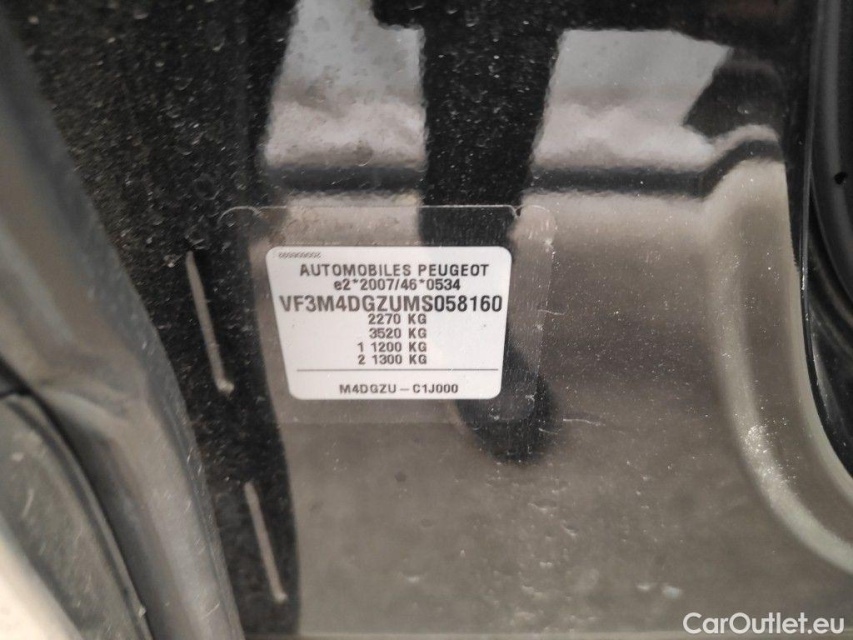 AUTOMOBILES PEUGEOT
e2*2007/46*0534
VF3M4DGZUMS058160
2270 KG
3520 KG
1 1200 KG
2 1300 KG
M4DGZU-C1J000
CarOutlet.eu